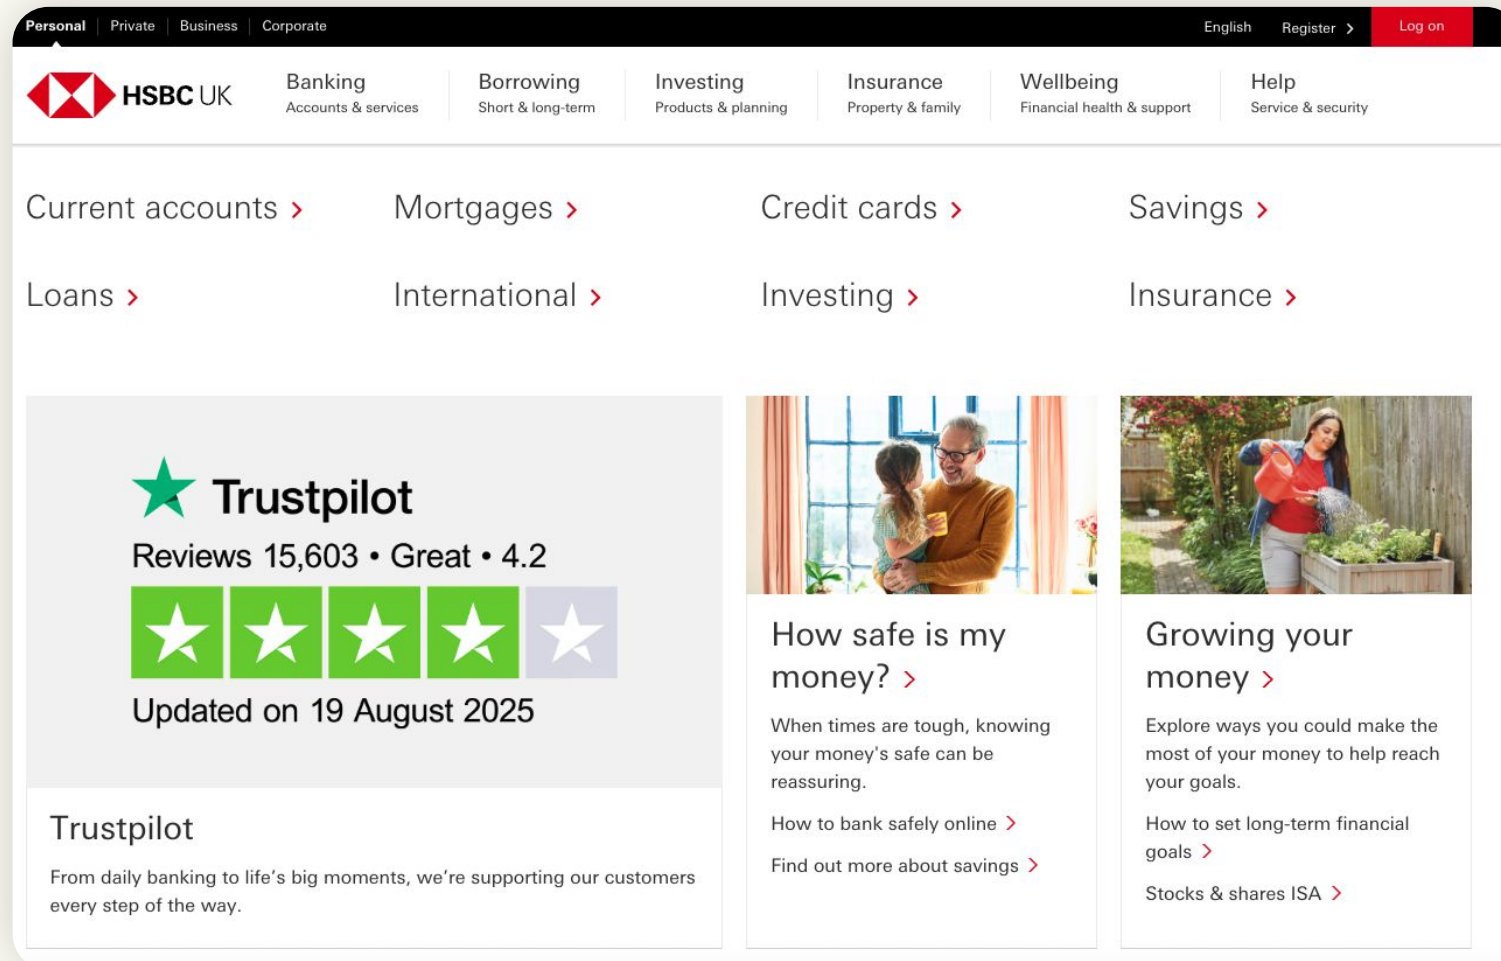 Personal Private Business Corporate English Register Log on
HSBC UK
Banking
Accounts & services
Borrowing
Short & long-term
Investing
Products & planning
Insurance
Property & family
Wellbeing
Financial health & support
Help
Service & security
Current accounts
Mortgages
Credit cards
Savings
Loans
International
Investing
Insurance
Trustpilot
Reviews 15,603 • Great • 4.2
Updated on 19 August 2025
Trustpilot
From daily banking to life’s big moments, we’re supporting our customers
every step of the way.
How safe is my
money?
When times are tough, knowing
your money's safe can be
reassuring.
How to bank safely online
Find out more about savings
Growing your
money
Explore ways you could make the
most of your money to help reach
your goals.
How to set long-term financial
goals
Stocks & shares ISA